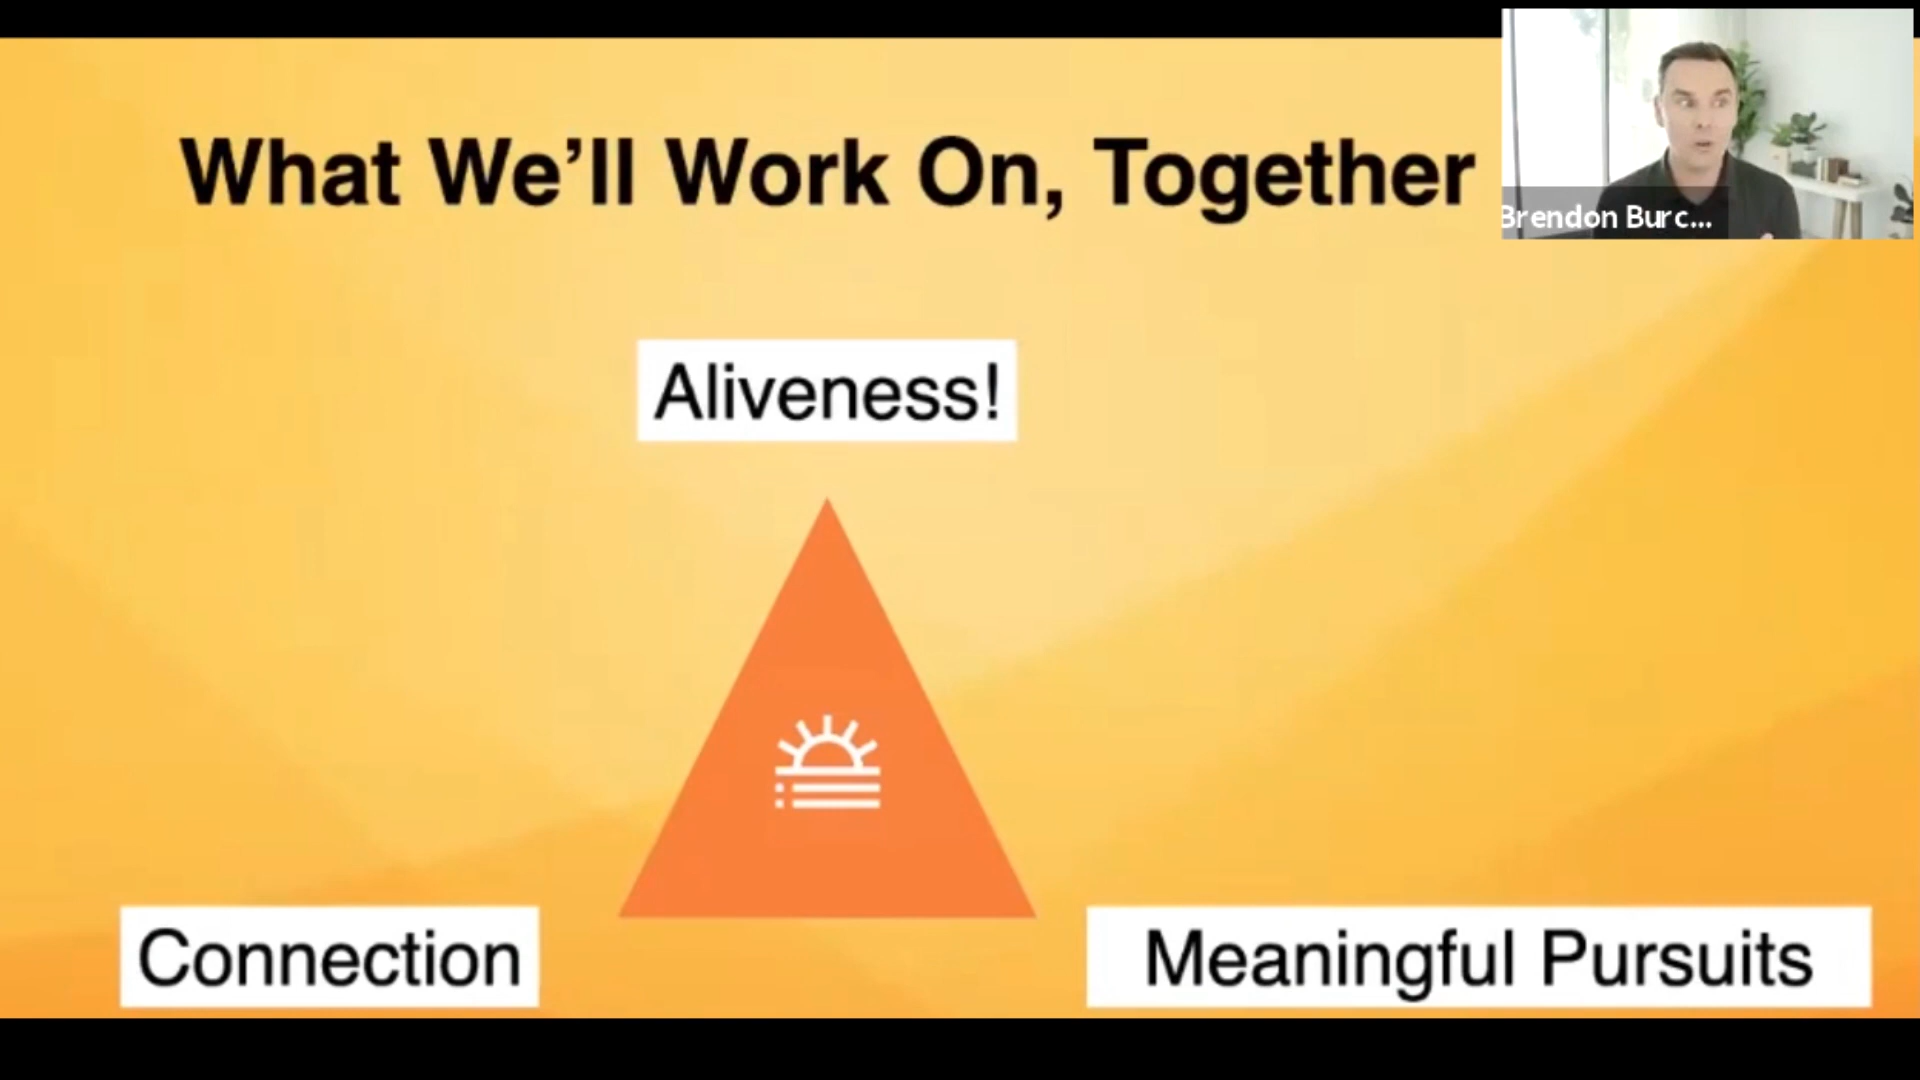 What We’ll Work On, Together
Brendon Burc...
Aliveness!
Connection
Meaningful Pursuits